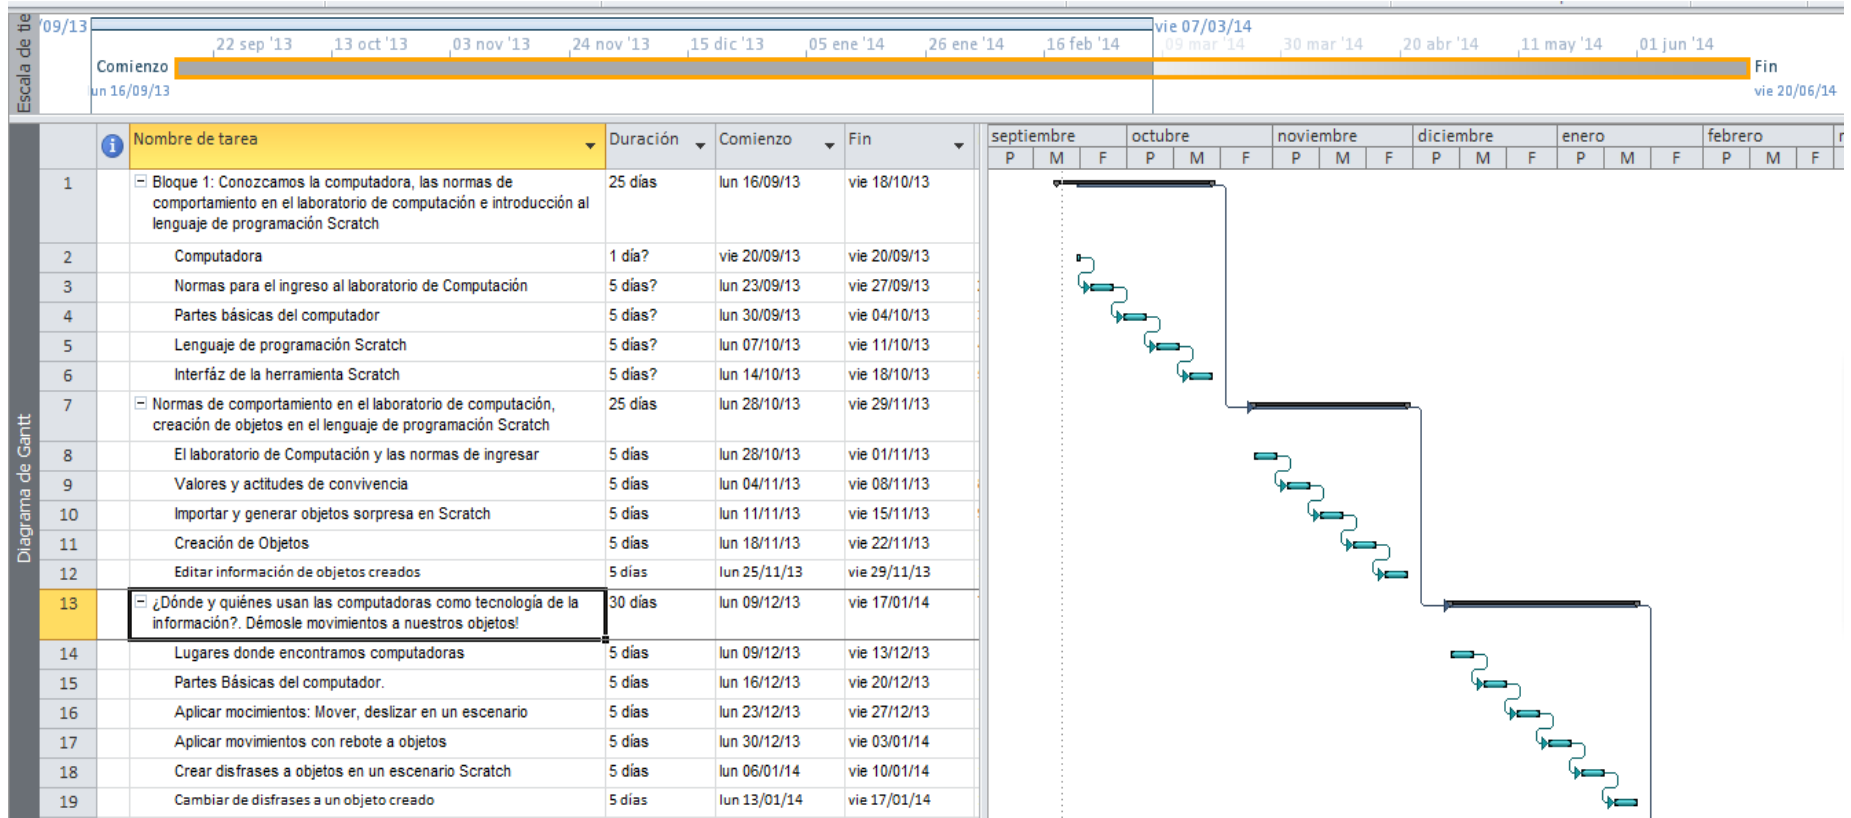 Escala de tie
/09/13
vie 07/03/14
22 sep '13 13 oct '13 03 nov '13 24 nov '13 15 dic '13 05 ene '14 26 ene '14 16 feb '14 09 mar '14 30 mar '14 20 abr '14 11 may '14 01 jun '14
Comienzo
Fin
un 16/09/13
vie 20/06/14
Diagrama de Gantt
Nombre de tarea Duración Comienzo Fin
septiembre octubre noviembre diciembre enero febrero
P M F P M F P M F P M F P M F P M F
1 Bloque 1: Conozcamos la computadora, las normas de 25 días lun 16/09/13 vie 18/10/13
comportamiento en el laboratorio de computación e introducción al
lenguaje de programación Scratch
2 Computadora 1 día? vie 20/09/13 vie 20/09/13
3 Normas para el ingreso al laboratorio de Computación 5 días? lun 23/09/13 vie 27/09/13
4 Partes básicas del computador 5 días? lun 30/09/13 vie 04/10/13
5 Lenguaje de programación Scratch 5 días? lun 07/10/13 vie 11/10/13
6 Interfáz de la herramienta Scratch 5 días? lun 14/10/13 vie 18/10/13
7 Normas de comportamiento en el laboratorio de computación, 25 días lun 28/10/13 vie 29/11/13
creación de objetos en el lenguaje de programación Scratch
8 El laboratorio de Computación y las normas de ingresar 5 días lun 28/10/13 vie 01/11/13
9 Valores y actitudes de convivencia 5 días lun 04/11/13 vie 08/11/13
10 Importar y generar objetos sorpresa en Scratch 5 días lun 11/11/13 vie 15/11/13
11 Creación de Objetos 5 días lun 18/11/13 vie 22/11/13
12 Editar información de objetos creados 5 días lun 25/11/13 vie 29/11/13
13 ¿Dónde y quiénes usan las computadoras como tecnología de la 30 días lun 09/12/13 vie 17/01/14
información?. Démosle movimientos a nuestros objetos!
14 Lugares donde encontramos computadoras 5 días lun 09/12/13 vie 13/12/13
15 Partes Básicas del computador. 5 días lun 16/12/13 vie 20/12/13
16 Aplicar mocimientos: Mover, deslizar en un escenario 5 días lun 23/12/13 vie 27/12/13
17 Aplicar movimientos con rebote a objetos 5 días lun 30/12/13 vie 03/01/14
18 Crear disfrases a objetos en un escenario Scratch 5 días lun 06/01/14 vie 10/01/14
19 Cambiar de disfrases a un objeto creado 5 días lun 13/01/14 vie 17/01/14